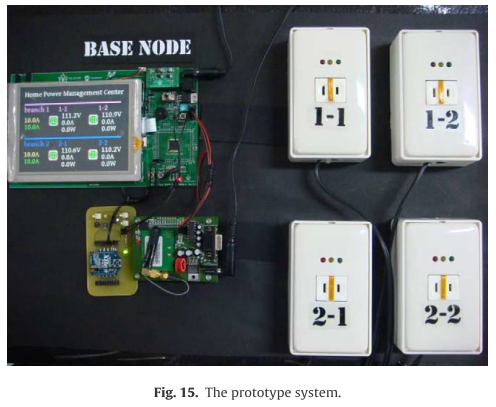 BASE NODE
Home Power Management Center
branch 1 1-1 1-2
111.2V 110.9V
10.0A 0.0A 0.0A
10.0A 0.0W 0.0W
branch 2 2-1 2-2
110.6V 110.2V
10.0A 0.0A 0.0A
10.0A 0.0W 0.0W
1-1
1-2
2-1
2-2
Fig. 15. The prototype system.